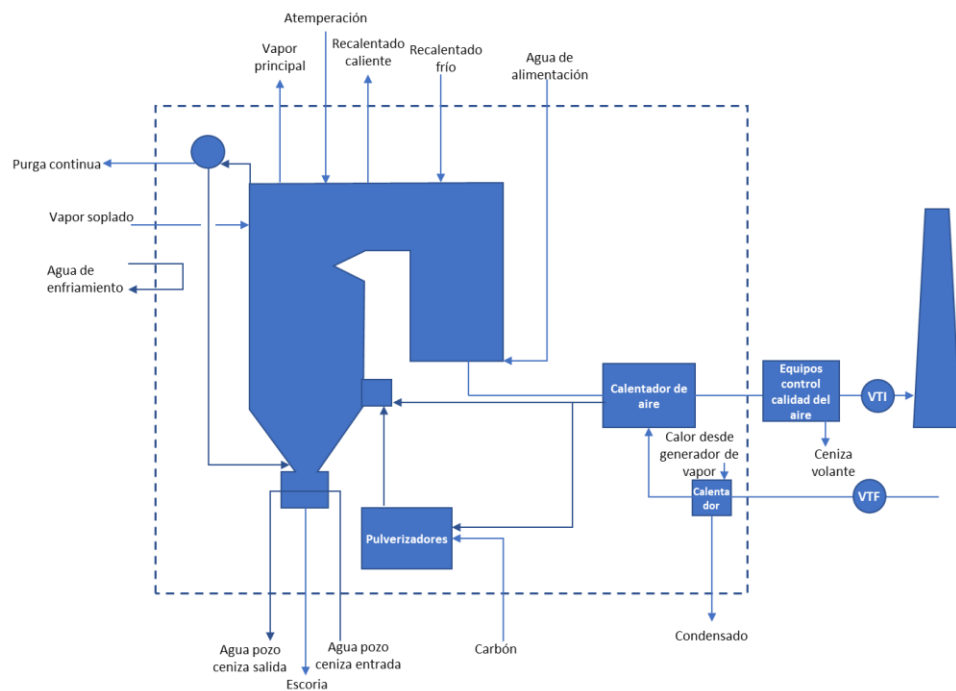 Atemperación
Vapor
principal
Recalentado
caliente
Recalentado
frío
Agua de
alimentación
Purga continua
Vapor soplado
Agua de
enfriamiento
Calentador de
aire
Equipos
control
calidad del
aire
VTI
Calor desde
generador de
vapor
Ceniza
volante
Calenta
dor
VTF
Pulverizadores
Agua pozo
ceniza salida
Agua pozo
ceniza entrada
Carbón
Condensado
Escoria